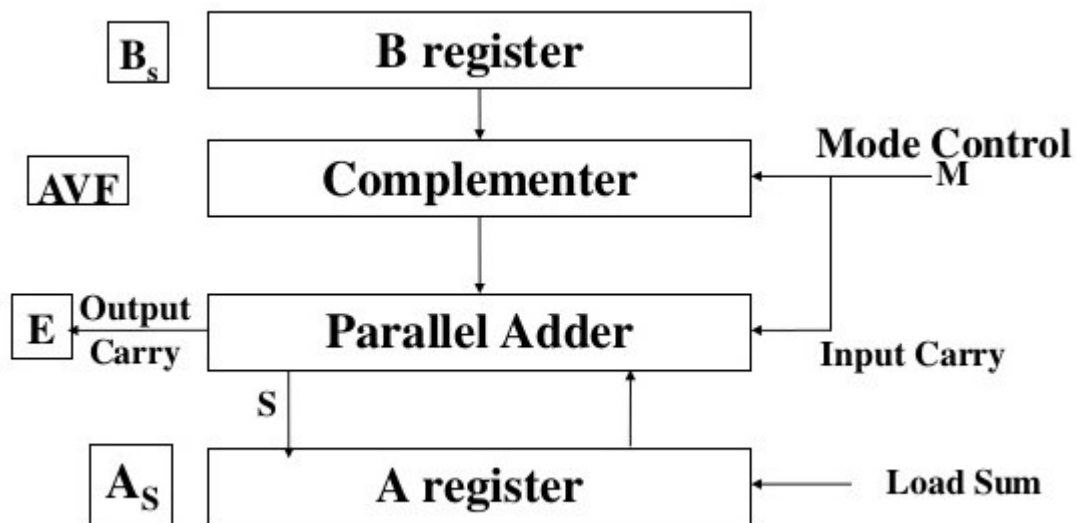 B register
Bs
Mode Control
Complementer
AVF
M
Output
E
Parallel Adder
Carry
Input Carry
S
AS
A register
Load Sum